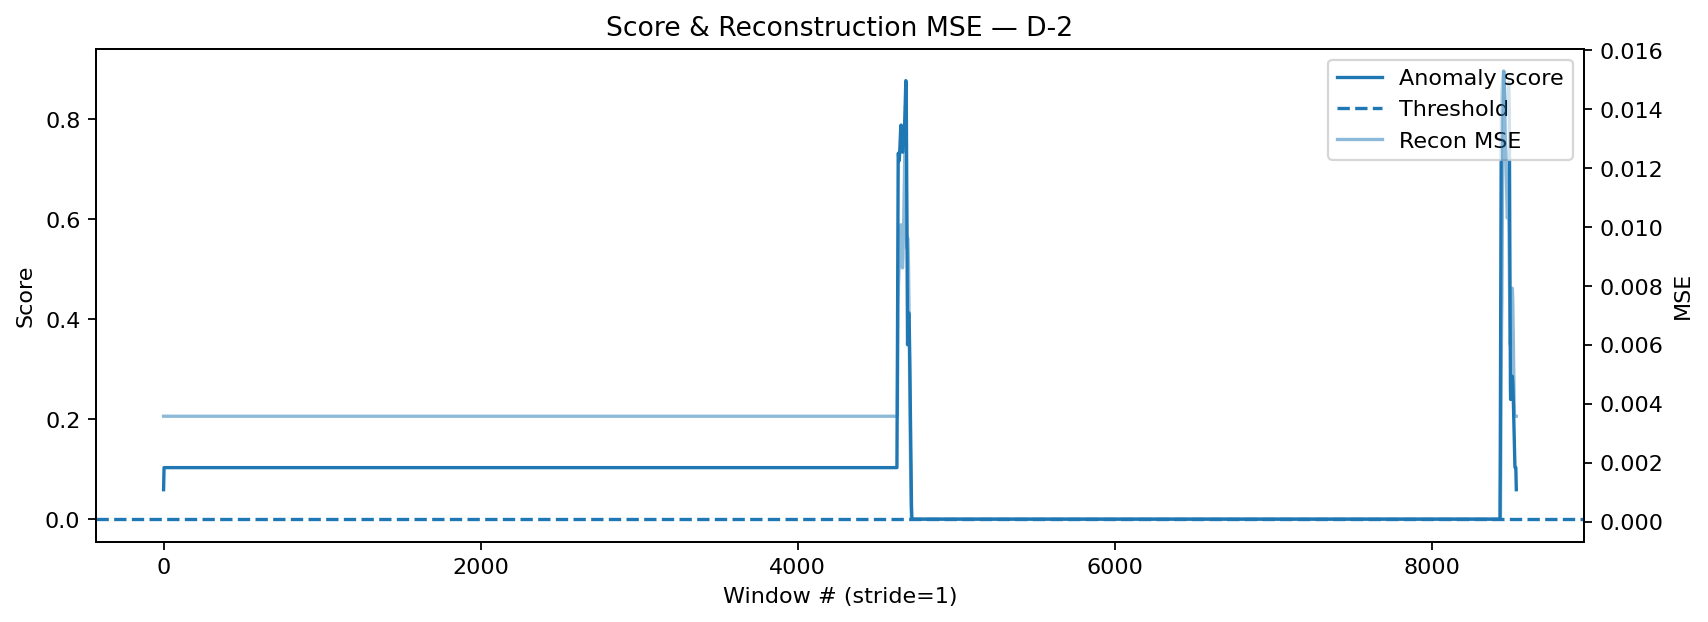 Score & Reconstruction MSE — D-2
Score
0.8
0.6
0.4
0.2
0.0
0
2000
4000
6000
8000
Window # (stride=1)
0.016
0.014
0.012
0.010
0.008
0.006
0.004
0.002
0.000
MSE
Anomaly score
Threshold
Recon MSE